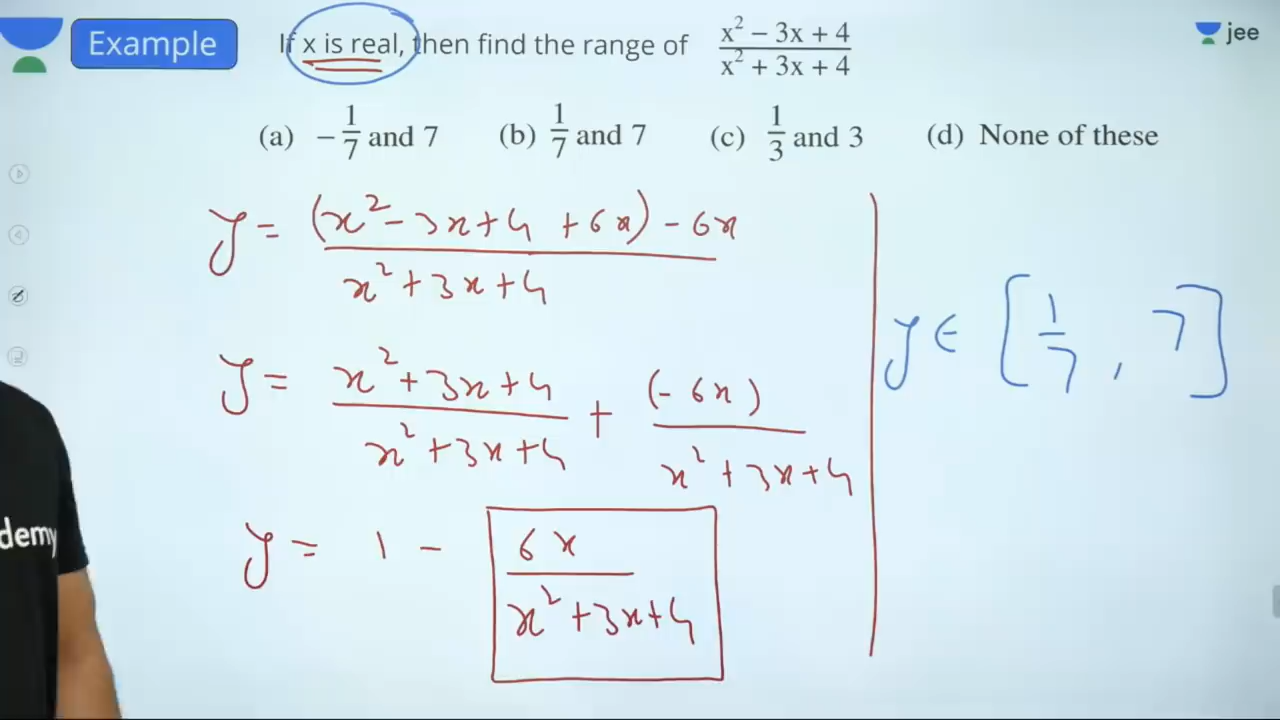 Example
If x is real, then find the range of (x² − 3x + 4)/(x² + 3x + 4)
jee
(a) −1/7 and 7 (b) 1/7 and 7 (c) 1/3 and 3 (d) None of these
y = ((x² − 3x + 4 + 6x) − 6x)/(x² + 3x + 4)
y ∈ [1/7, 7]
y = (x² + 3x + 4)/(x² + 3x + 4) + (−6x)/(x² + 3x + 4)
y = 1 − 6x/(x² + 3x + 4)
demy